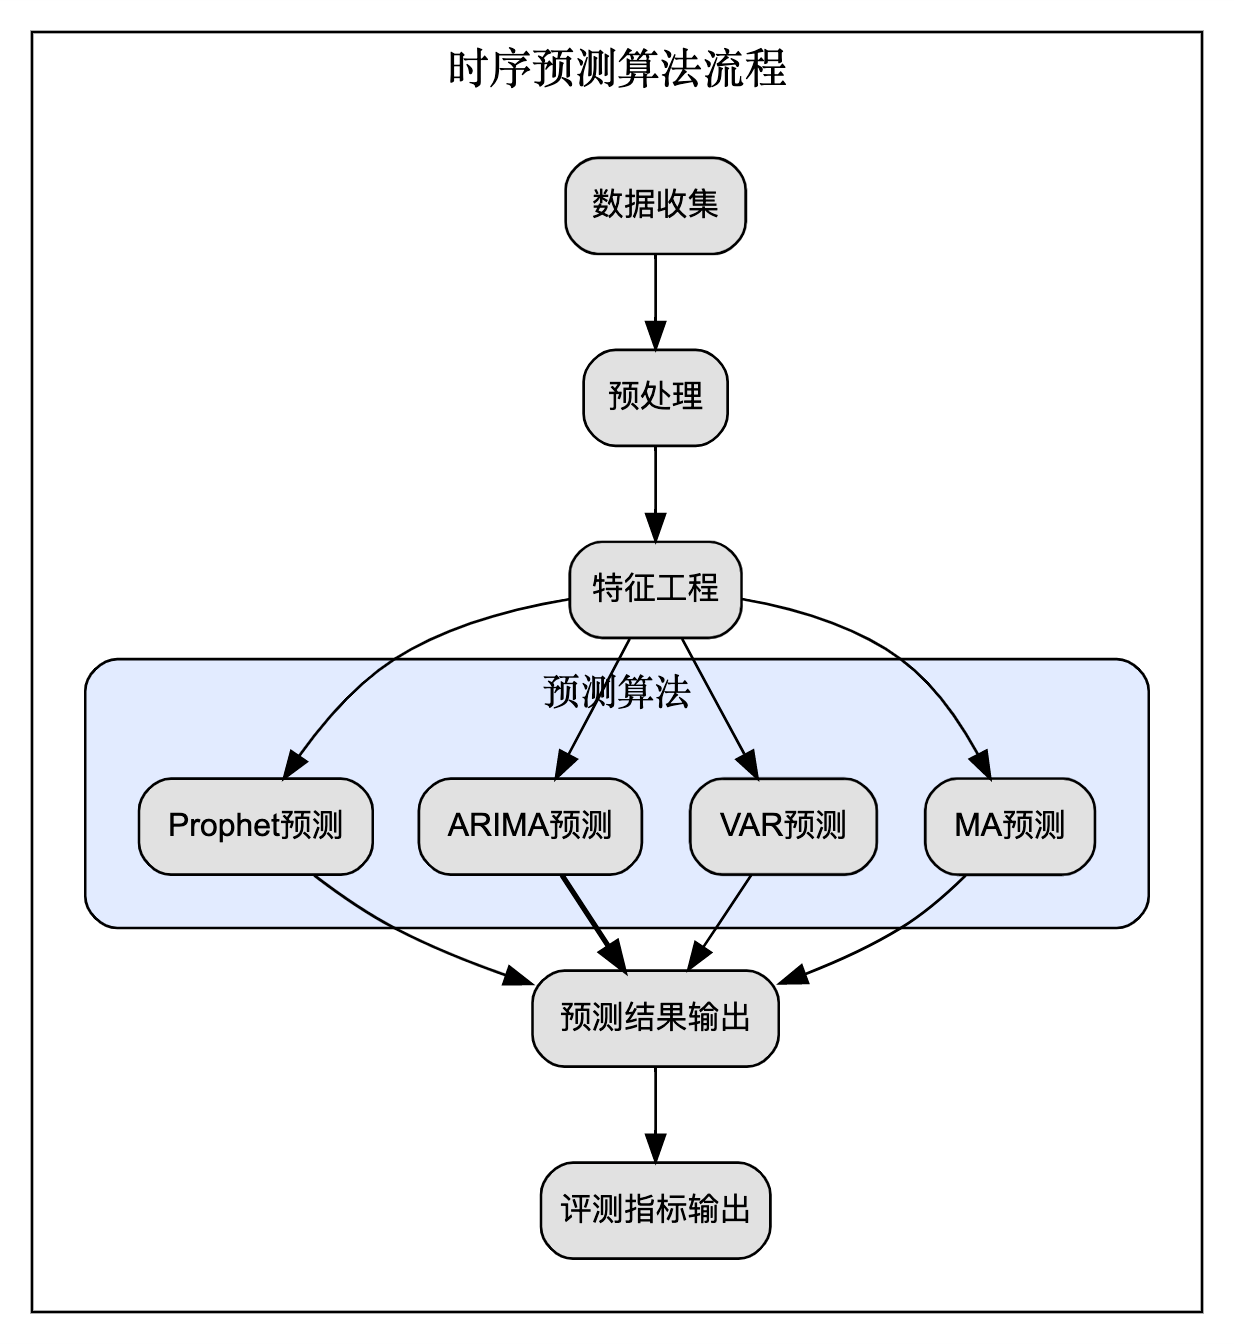 时序预测算法流程
数据收集
预处理
特征工程
预测算法
Prophet预测
ARIMA预测
VAR预测
MA预测
预测结果输出
评测指标输出